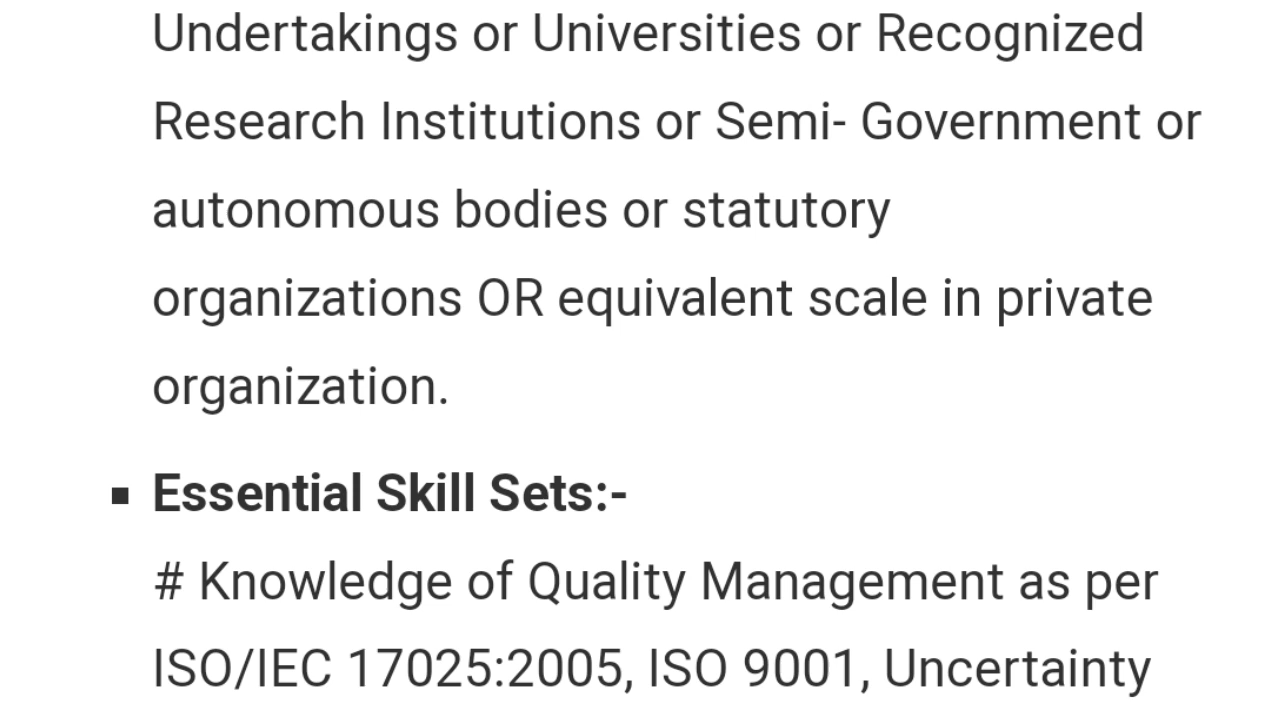 Undertakings or Universities or Recognized
Research Institutions or Semi- Government or
autonomous bodies or statutory
organizations OR equivalent scale in private
organization.
▪ Essential Skill Sets:-
# Knowledge of Quality Management as per
ISO/IEC 17025:2005, ISO 9001, Uncertainty